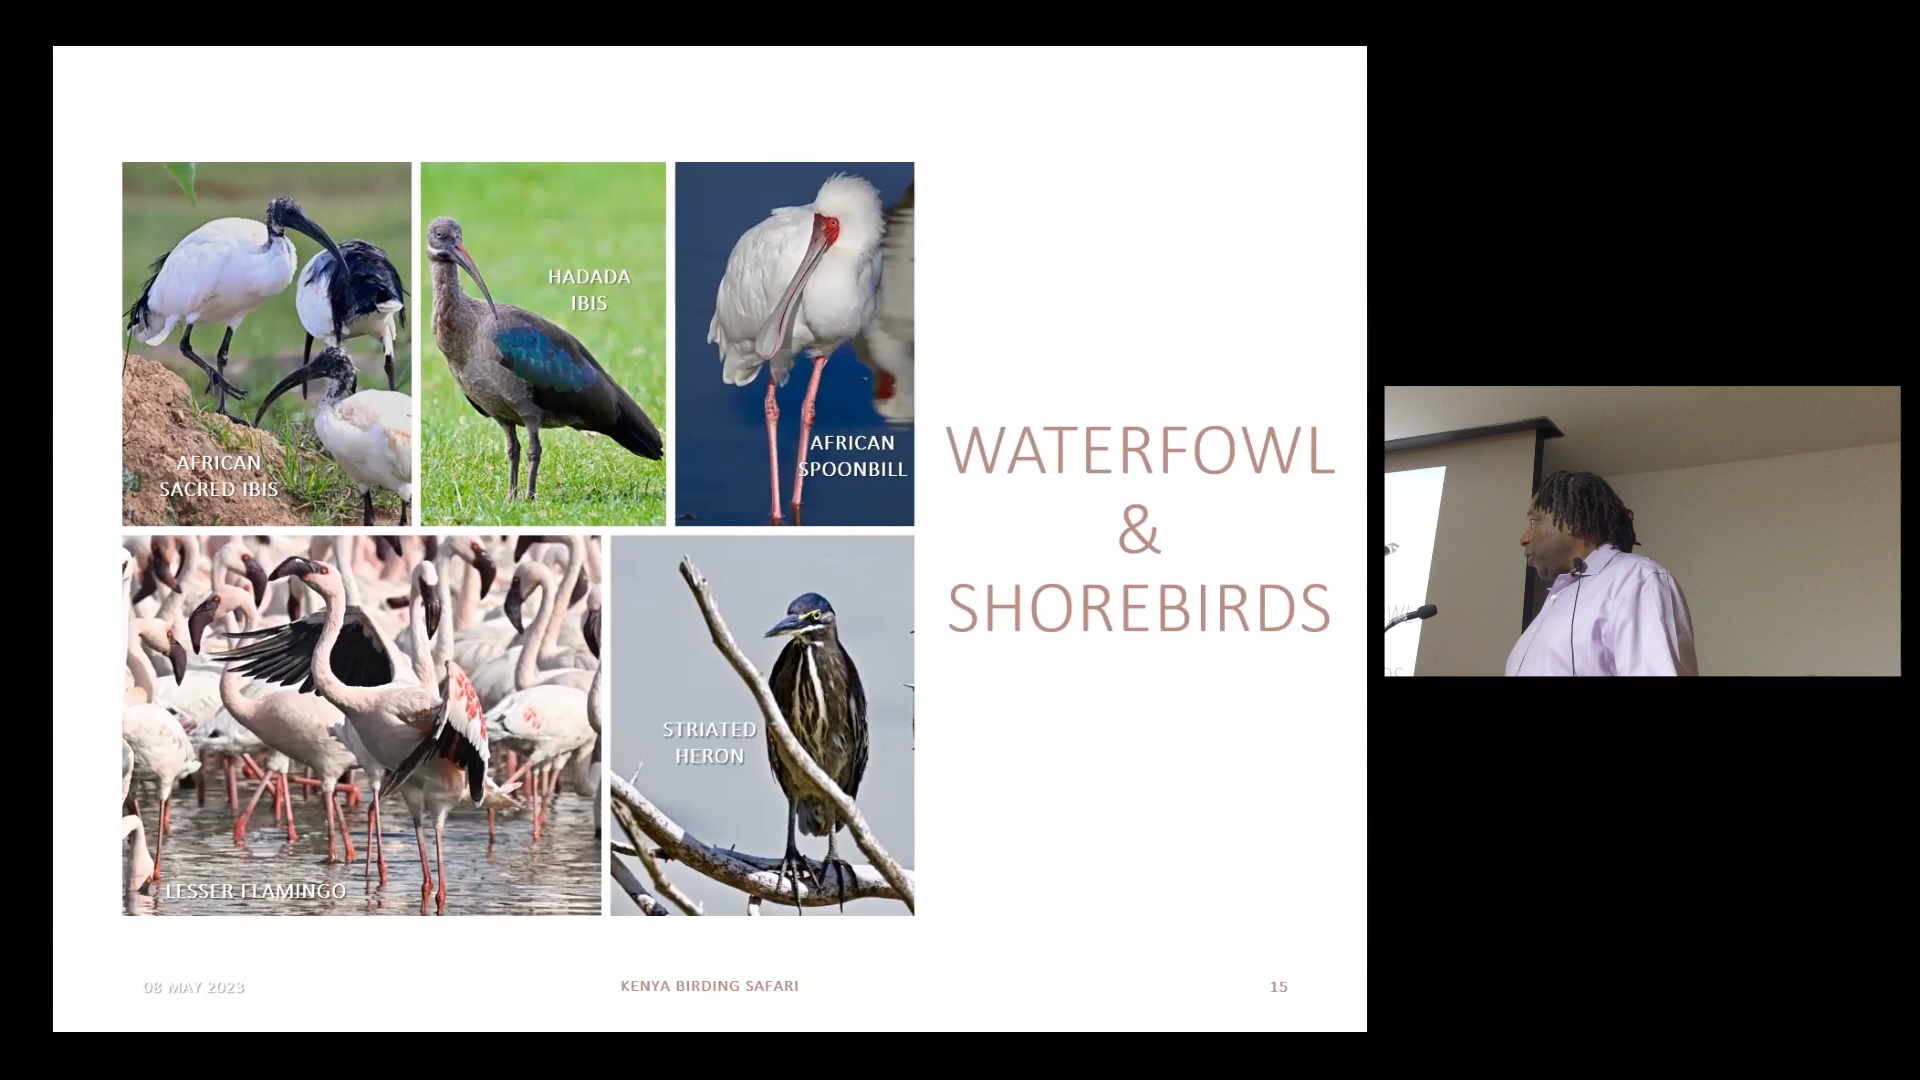 HADADA
IBIS
AFRICAN
SPOONBILL
AFRICAN
SACRED IBIS
WATERFOWL
&
SHOREBIRDS
STRIATED
HERON
LESSER FLAMINGO
08 MAY 2023
KENYA BIRDING SAFARI
15